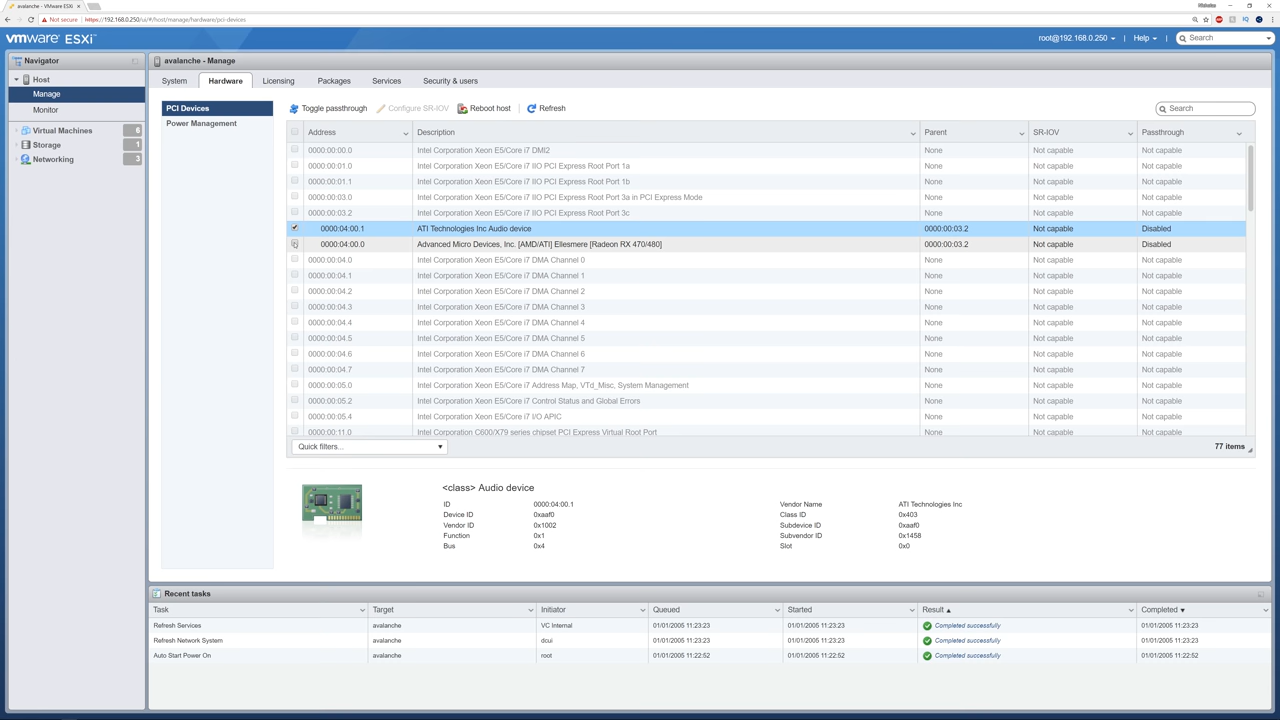 avalanche - VMware ESXi
Not secure https://192.168.0.250/ui/#/host/manage/hardware/pci-devices
vmware ESXi
root@192.168.0.250 | Help | Search
Navigator
Host
Manage
Monitor
Virtual Machines 6
Storage 1
Networking 3
avalanche - Manage
System Hardware Licensing Packages Services Security & users
PCI Devices
Power Management
Toggle passthrough Configure SR-IOV Reboot host Refresh Search
Address Description Parent SR-IOV Passthrough
0000:00:00.0 Intel Corporation Xeon E5/Core i7 DMI2 None Not capable Not capable
0000:00:01.0 Intel Corporation Xeon E5/Core i7 IIO PCI Express Root Port 1a None Not capable Not capable
0000:00:01.1 Intel Corporation Xeon E5/Core i7 IIO PCI Express Root Port 1b None Not capable Not capable
0000:00:03.0 Intel Corporation Xeon E5/Core i7 IIO PCI Express Root Port 3a in PCI Express Mode None Not capable Not capable
0000:00:03.2 Intel Corporation Xeon E5/Core i7 IIO PCI Express Root Port 3c None Not capable Not capable
0000:04:00.1 ATI Technologies Inc Audio device 0000:00:03.2 Not capable Disabled
0000:04:00.0 Advanced Micro Devices, Inc. [AMD/ATI] Ellesmere [Radeon RX 470/480] 0000:00:03.2 Not capable Disabled
0000:00:04.0 Intel Corporation Xeon E5/Core i7 DMA Channel 0 None Not capable Not capable
0000:00:04.1 Intel Corporation Xeon E5/Core i7 DMA Channel 1 None Not capable Not capable
0000:00:04.2 Intel Corporation Xeon E5/Core i7 DMA Channel 2 None Not capable Not capable
0000:00:04.3 Intel Corporation Xeon E5/Core i7 DMA Channel 3 None Not capable Not capable
0000:00:04.4 Intel Corporation Xeon E5/Core i7 DMA Channel 4 None Not capable Not capable
0000:00:04.5 Intel Corporation Xeon E5/Core i7 DMA Channel 5 None Not capable Not capable
0000:00:04.6 Intel Corporation Xeon E5/Core i7 DMA Channel 6 None Not capable Not capable
0000:00:04.7 Intel Corporation Xeon E5/Core i7 DMA Channel 7 None Not capable Not capable
0000:00:05.0 Intel Corporation Xeon E5/Core i7 Address Map, VTd_Misc, System Management None Not capable Not capable
0000:00:05.2 Intel Corporation Xeon E5/Core i7 Control Status and Global Errors None Not capable Not capable
0000:00:05.4 Intel Corporation Xeon E5/Core i7 I/O APIC None Not capable Not capable
0000:00:11.0 Intel Corporation C600/X79 series chipset PCI Express Virtual Root Port None Not capable Not capable
Quick filters... 77 items
<class> Audio device
ID 0000:04:00.1 Vendor Name ATI Technologies Inc
Device ID 0xaaf0 Class ID 0x403
Vendor ID 0x1002 Subdevice ID 0xaaf0
Function 0x1 Subvendor ID 0x1458
Bus 0x4 Slot 0x0
Recent tasks
Task Target Initiator Queued Started Result Completed
Refresh Services avalanche VC Internal 01/01/2005 11:23:23 01/01/2005 11:23:23 Completed successfully 01/01/2005 11:23:23
Refresh Network System avalanche dcui 01/01/2005 11:23:23 01/01/2005 11:23:23 Completed successfully 01/01/2005 11:23:23
Auto Start Power On avalanche root 01/01/2005 11:22:52 01/01/2005 11:22:52 Completed successfully 01/01/2005 11:22:52